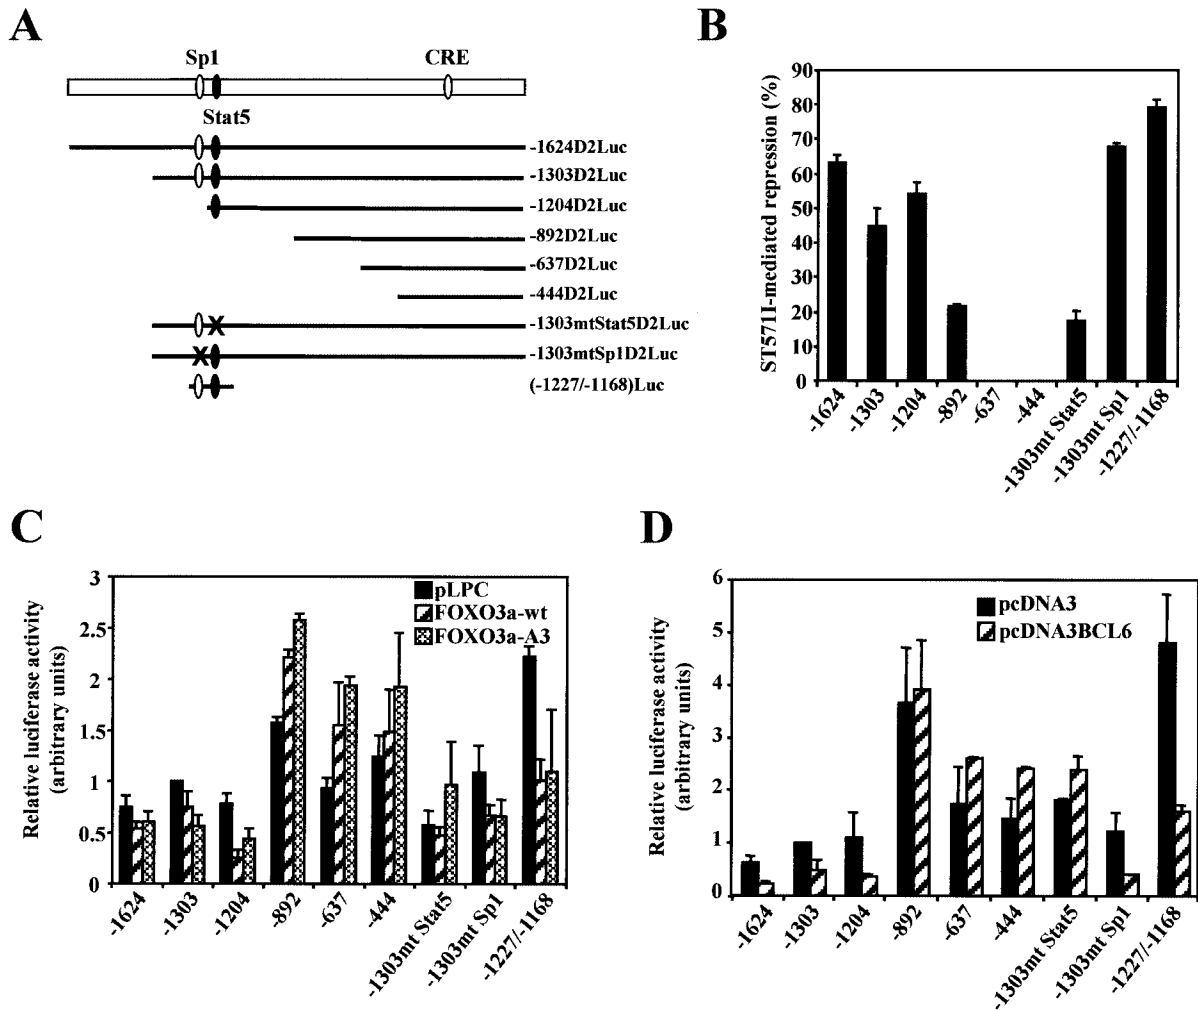 A
Sp1 CRE
Stat5
-1624D2Luc
-1303D2Luc
-1204D2Luc
-892D2Luc
-637D2Luc
-444D2Luc
X -1303mtStat5D2Luc
X -1303mtSp1D2Luc
(-1227/-1168)Luc
B
ST571I-mediated repression (%)
90
80
70
60
50
40
30
20
10
0
-1624
-1303
-1204
-892
-637
-444
-1303mt Stat5
-1303mt Sp1
-1227/-1168
C
Relative luciferase activity
(arbitrary units)
3
2.5
2
1.5
1
0.5
0
pLPC
FOXO3a-wt
FOXO3a-A3
-1624
-1303
-1204
-892
-637
-444
-1303mt Stat5
-1303mt Sp1
-1227/-1168
D
Relative luciferase activity
(arbitrary units)
6
5
4
3
2
1
0
pcDNA3
pcDNA3BCL6
-1624
-1303
-1204
-892
-637
-444
-1303mt Stat5
-1303mt Sp1
-1227/-1168